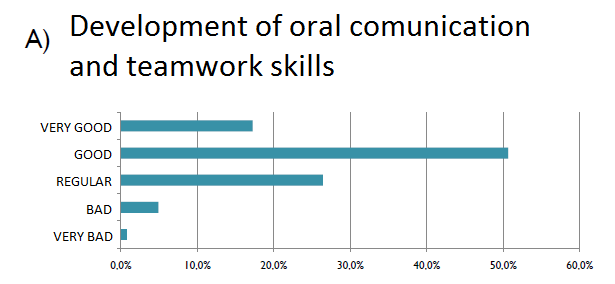 A) Development of oral comunication
and teamwork skills
VERY GOOD
GOOD
REGULAR
BAD
VERY BAD
0,0% 10,0% 20,0% 30,0% 40,0% 50,0% 60,0%